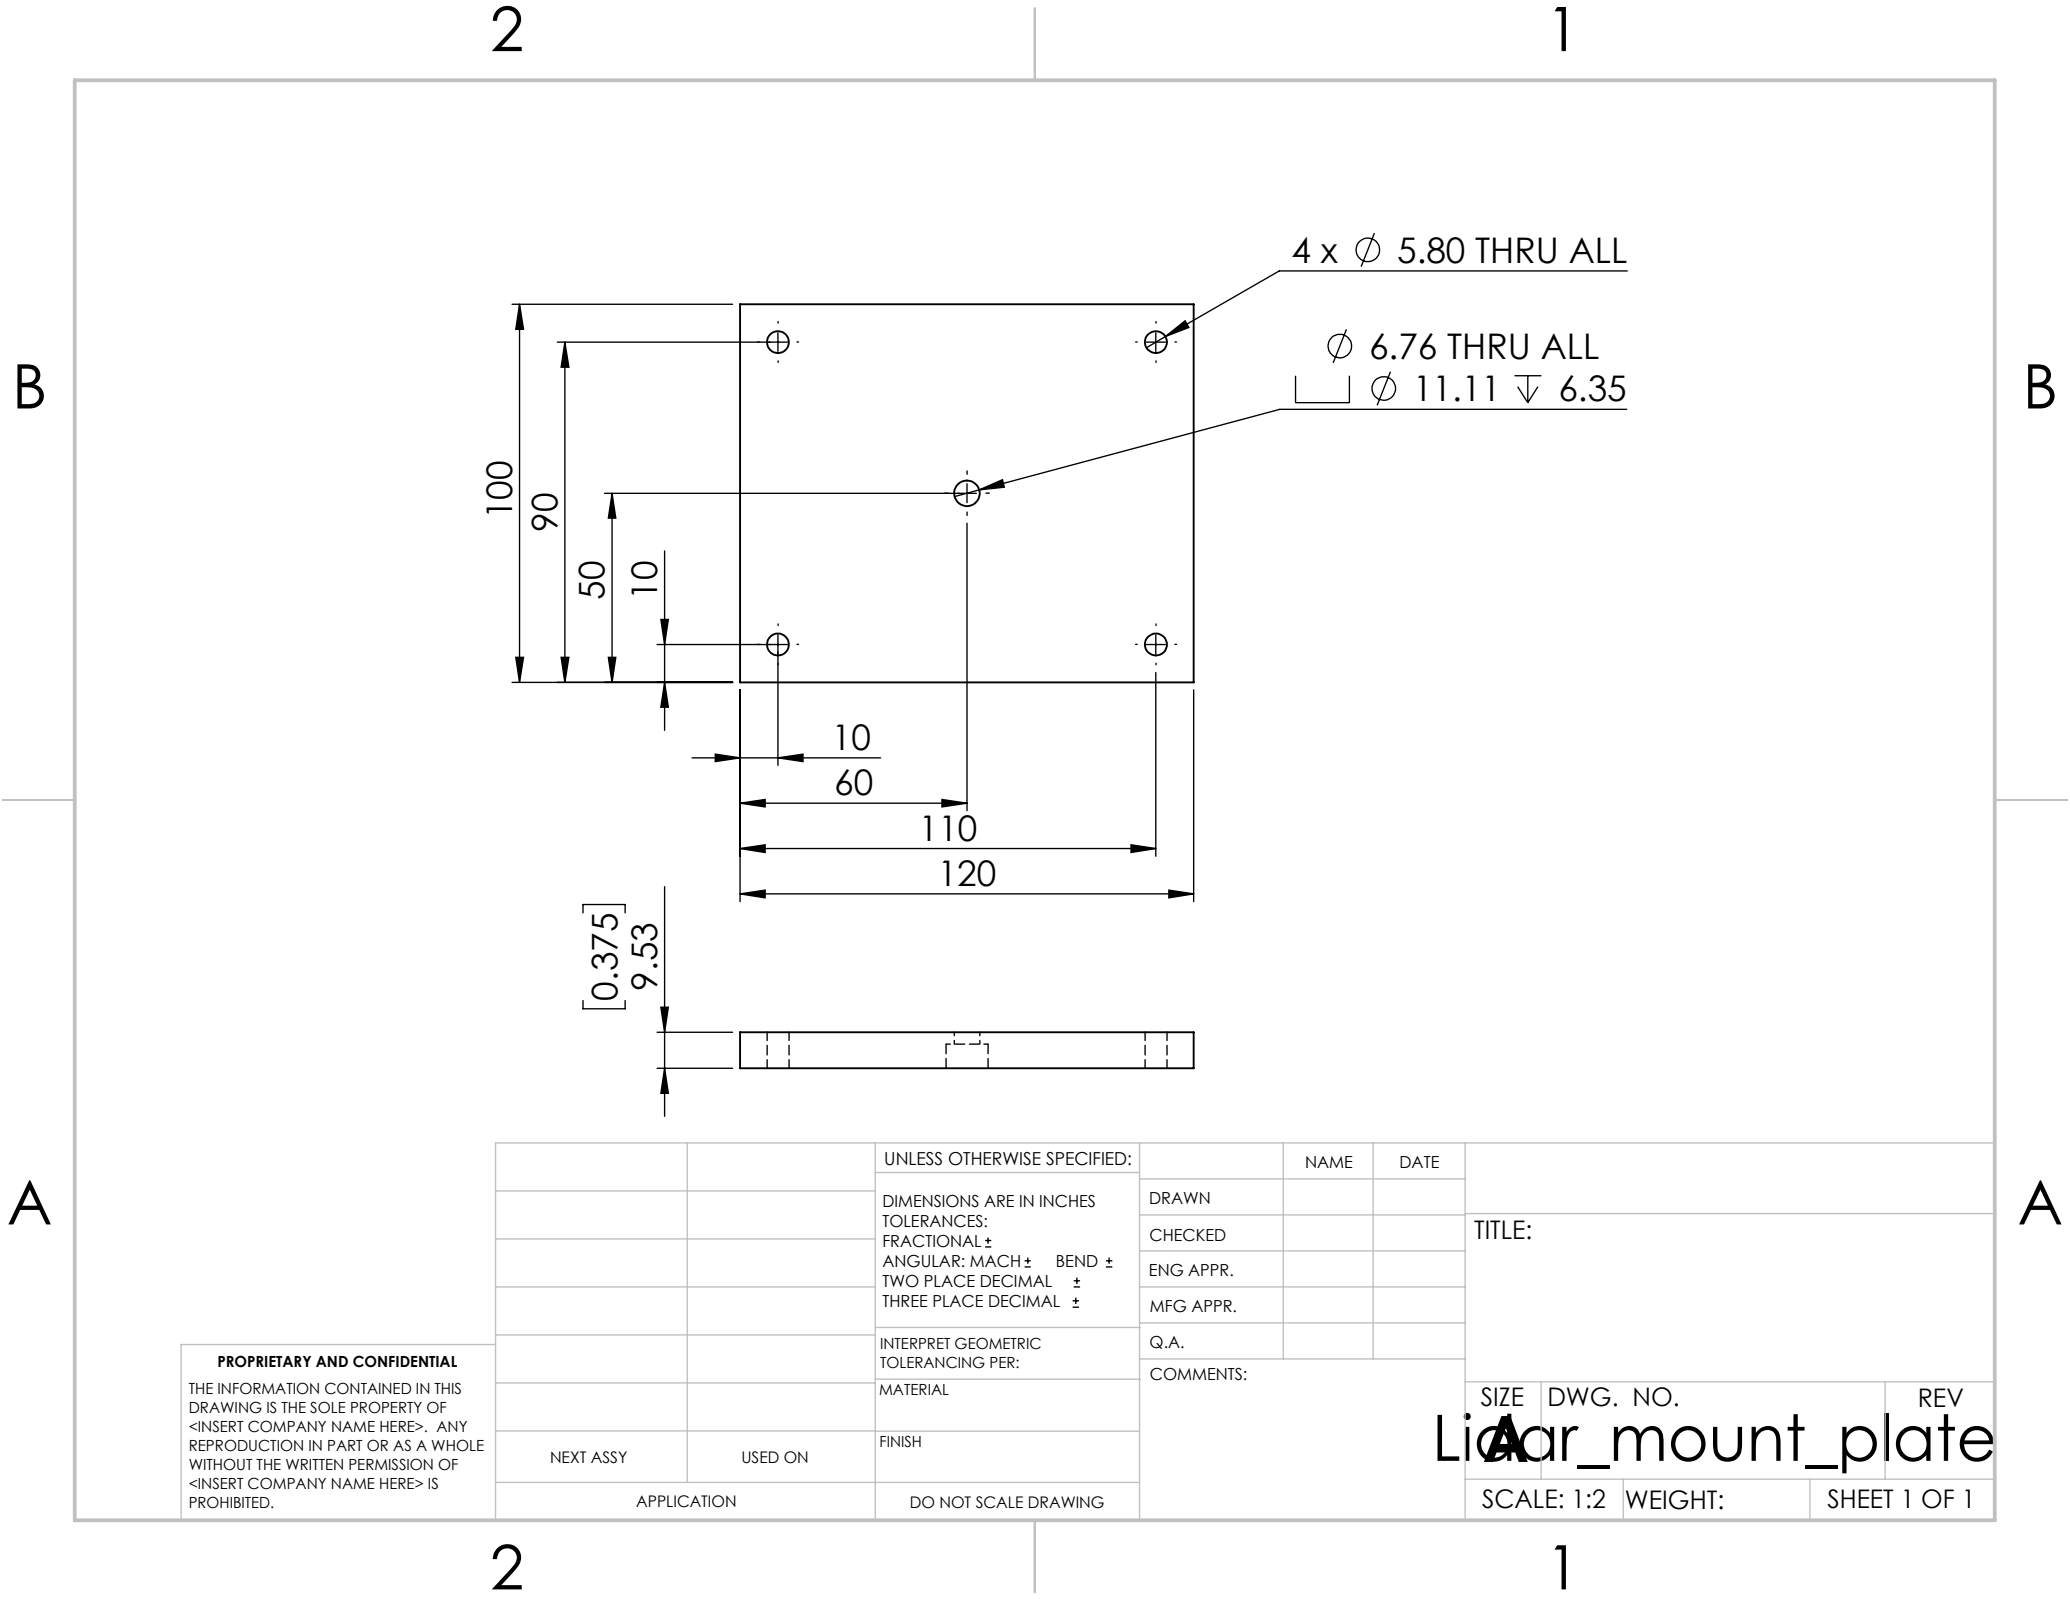 2 1
4 x ∅ 5.80 THRU ALL
∅ 6.76 THRU ALL
⌴ ∅ 11.11 ↧ 6.35
B B
100
90
50
10
10
60
110
120
[0.375]
9.53
A A
UNLESS OTHERWISE SPECIFIED:
DIMENSIONS ARE IN INCHES
TOLERANCES:
FRACTIONAL ±
ANGULAR: MACH ± BEND ±
TWO PLACE DECIMAL ±
THREE PLACE DECIMAL ±
INTERPRET GEOMETRIC
TOLERANCING PER:
MATERIAL
FINISH
DO NOT SCALE DRAWING
NAME DATE
DRAWN
CHECKED
ENG APPR.
MFG APPR.
Q.A.
COMMENTS:
TITLE:
SIZE DWG. NO. REV
A
Lidar_mount_plate
SCALE: 1:2 WEIGHT: SHEET 1 OF 1
PROPRIETARY AND CONFIDENTIAL
THE INFORMATION CONTAINED IN THIS
DRAWING IS THE SOLE PROPERTY OF
<INSERT COMPANY NAME HERE>. ANY
REPRODUCTION IN PART OR AS A WHOLE
WITHOUT THE WRITTEN PERMISSION OF
<INSERT COMPANY NAME HERE> IS
PROHIBITED.
NEXT ASSY USED ON
APPLICATION
2 1